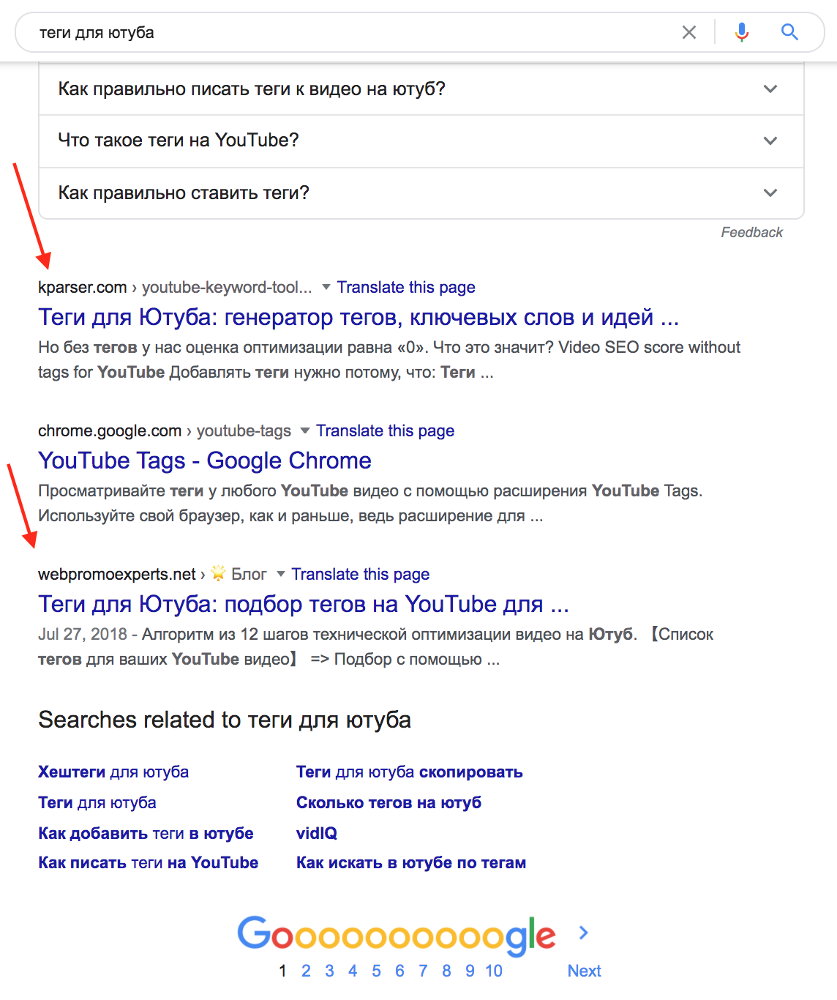 теги для ютуба
Как правильно писать теги к видео на ютуб?
Что такое теги на YouTube?
Как правильно ставить теги?
Feedback
kparser.com › youtube-keyword-tool... Translate this page
Теги для Ютуба: генератор тегов, ключевых слов и идей ...
Но без тегов у нас оценка оптимизации равна «0». Что это значит? Video SEO score without
tags for YouTube Добавлять теги нужно потому, что: Теги ...
chrome.google.com › youtube-tags Translate this page
YouTube Tags - Google Chrome
Просматривайте теги у любого YouTube видео с помощью расширения YouTube Tags.
Используйте свой браузер, как и раньше, ведь расширение для ...
webpromoexperts.net › 🌟 Блог Translate this page
Теги для Ютуба: подбор тегов на YouTube для ...
Jul 27, 2018 - Алгоритм из 12 шагов технической оптимизации видео на Ютуб. 【Список
тегов для ваших YouTube видео】 => Подбор с помощью ...
Searches related to теги для ютуба
Хештеги для ютуба Теги для ютуба скопировать
Теги для ютуба Сколько тегов на ютуб
Как добавить теги в ютубе vidIQ
Как писать теги на YouTube Как искать в ютубе по тегам
Goooooooooogle
1 2 3 4 5 6 7 8 9 10 Next